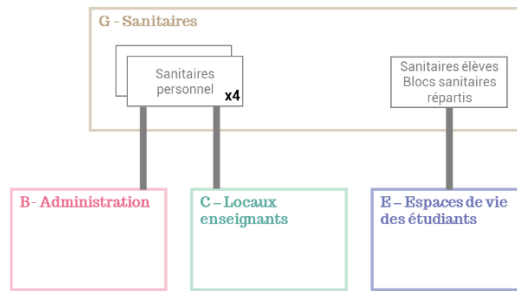 G - Sanitaires
Sanitaires
personnel
x4
Sanitaires élèves
Blocs sanitaires
répartis
B- Administration
C – Locaux
enseignants
E – Espaces de vie
des étudiants